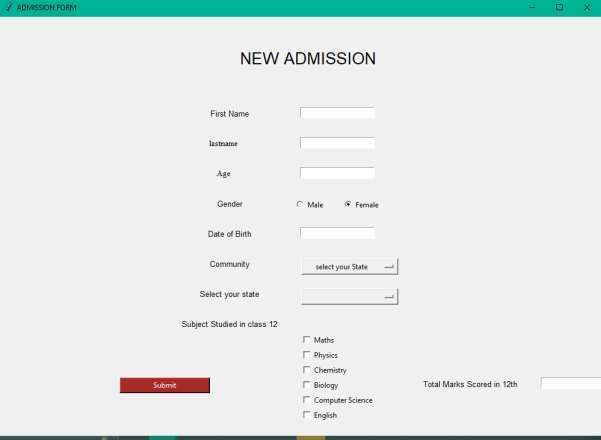 ADMISSION FORM
NEW ADMISSION
First Name
lastname
Age
Gender Male Female
Date of Birth
Community select your State
Select your state
Subject Studied in class 12
Maths
Physics
Chemistry
Submit Biology Total Marks Scored in 12th
Computer Science
English